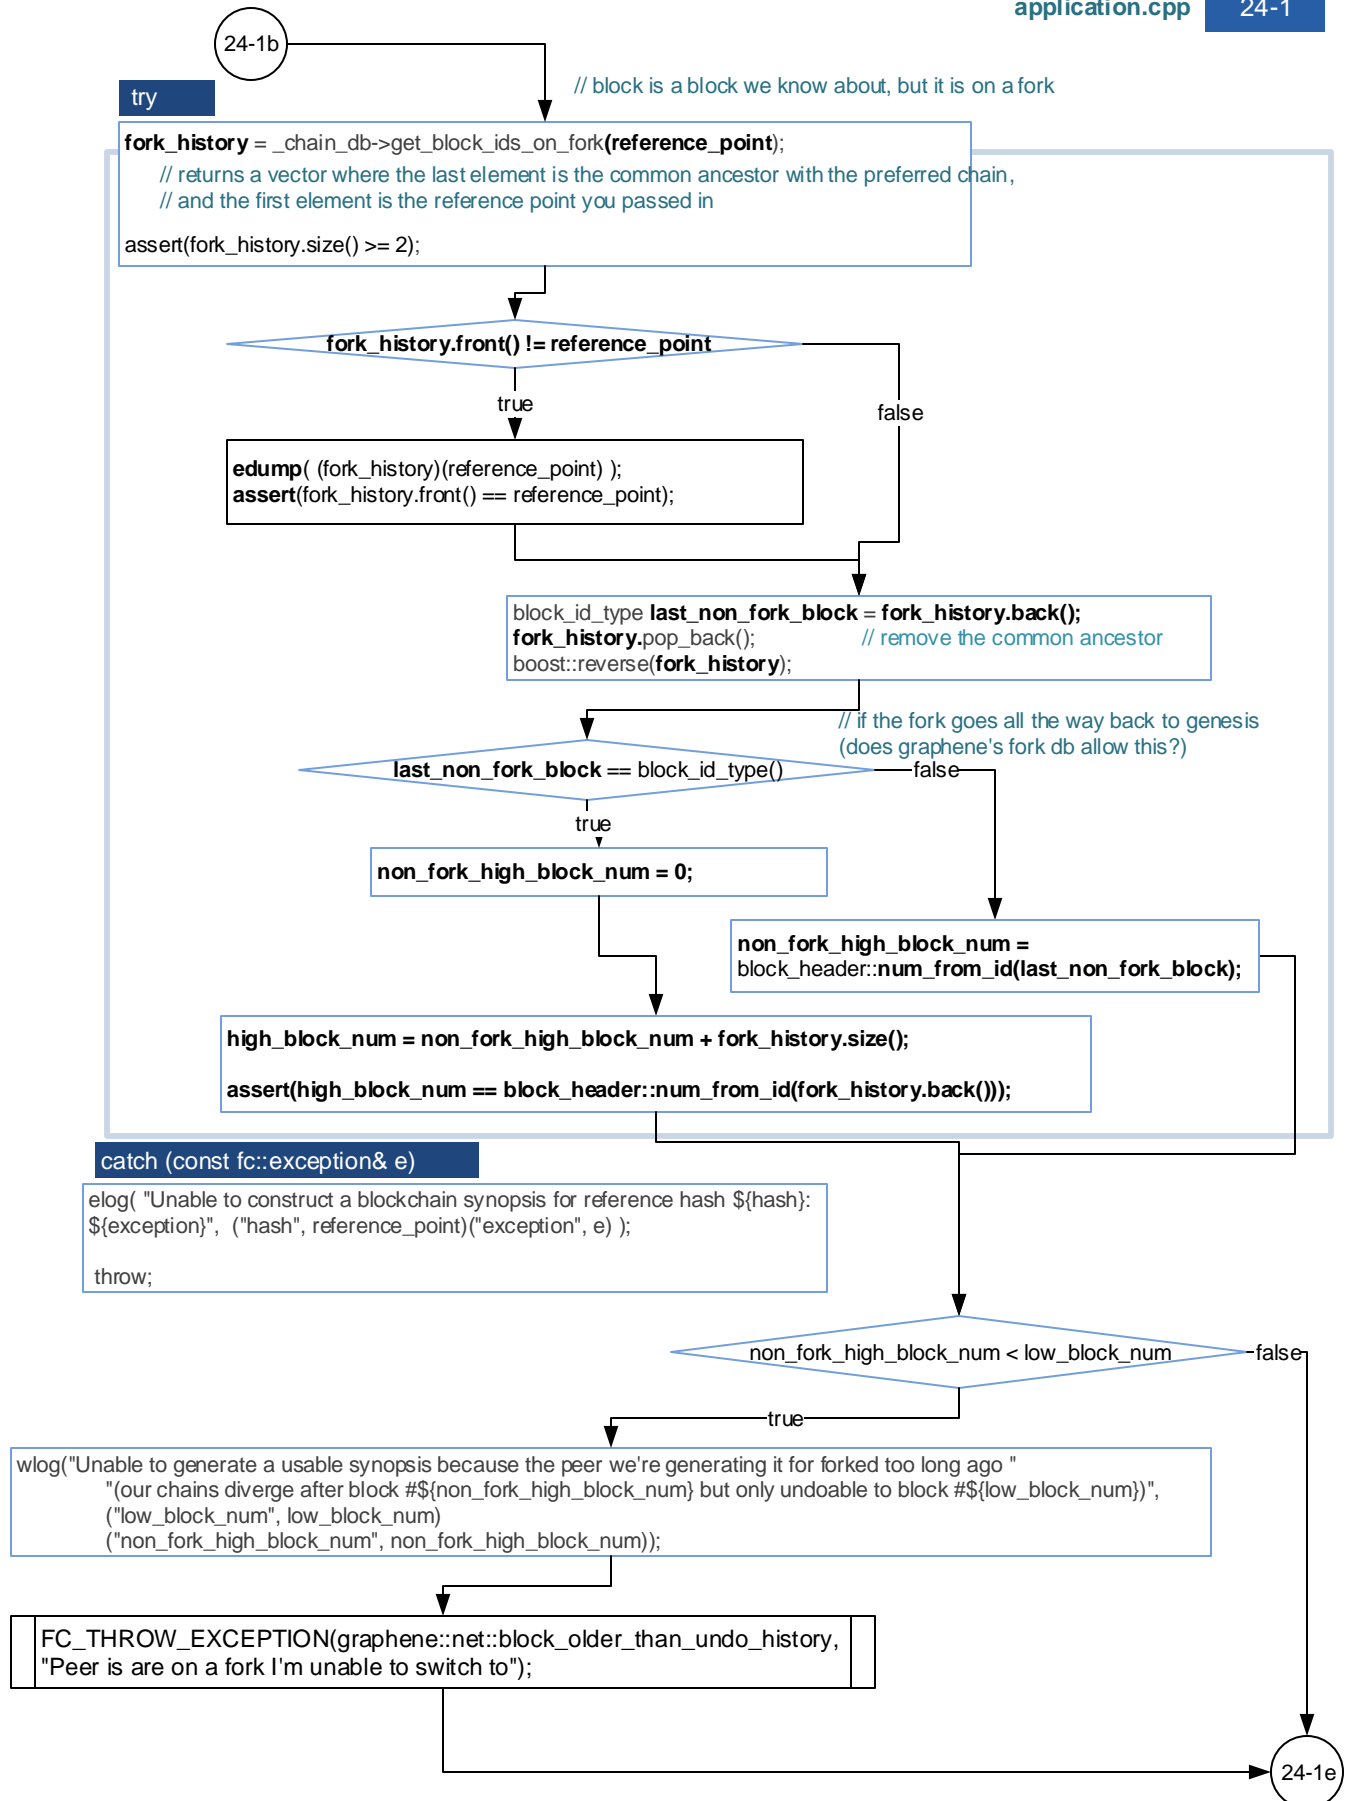 application.cpp
24-1
24-1b
// block is a block we know about, but it is on a fork
try
fork_history = _chain_db->get_block_ids_on_fork(reference_point);
// returns a vector where the last element is the common ancestor with the preferred chain,
// and the first element is the reference point you passed in
assert(fork_history.size() >= 2);
fork_history.front() != reference_point
true
false
edump( (fork_history)(reference_point) );
assert(fork_history.front() == reference_point);
block_id_type last_non_fork_block = fork_history.back();
fork_history.pop_back(); // remove the common ancestor
boost::reverse(fork_history);
// if the fork goes all the way back to genesis
(does graphene's fork db allow this?)
last_non_fork_block == block_id_type()
false
true
non_fork_high_block_num = 0;
non_fork_high_block_num =
block_header::num_from_id(last_non_fork_block);
high_block_num = non_fork_high_block_num + fork_history.size();
assert(high_block_num == block_header::num_from_id(fork_history.back()));
catch (const fc::exception& e)
elog( "Unable to construct a blockchain synopsis for reference hash ${hash}:
${exception}", ("hash", reference_point)("exception", e) );
throw;
non_fork_high_block_num < low_block_num
false
true
wlog("Unable to generate a usable synopsis because the peer we're generating it for forked too long ago "
"(our chains diverge after block #${non_fork_high_block_num} but only undoable to block #${low_block_num})",
("low_block_num", low_block_num)
("non_fork_high_block_num", non_fork_high_block_num));
FC_THROW_EXCEPTION(graphene::net::block_older_than_undo_history,
"Peer is are on a fork I'm unable to switch to");
24-1e